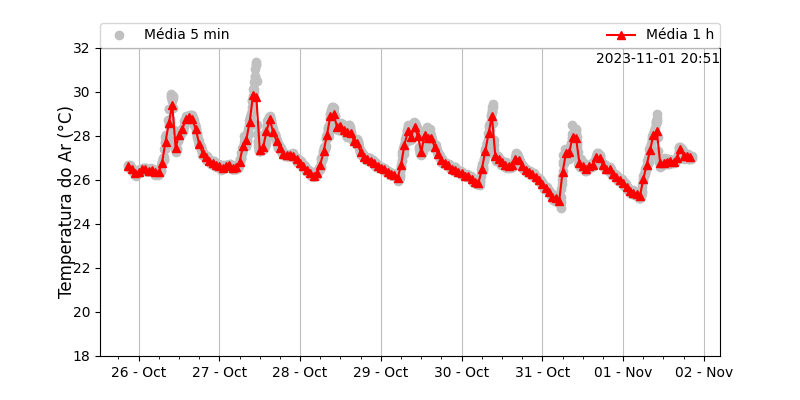 Média 5 min
Média 1 h
2023-11-01 20:51
Temperatura do Ar (°C)
32
30
28
26
24
22
20
18
26 - Oct
27 - Oct
28 - Oct
29 - Oct
30 - Oct
31 - Oct
01 - Nov
02 - Nov